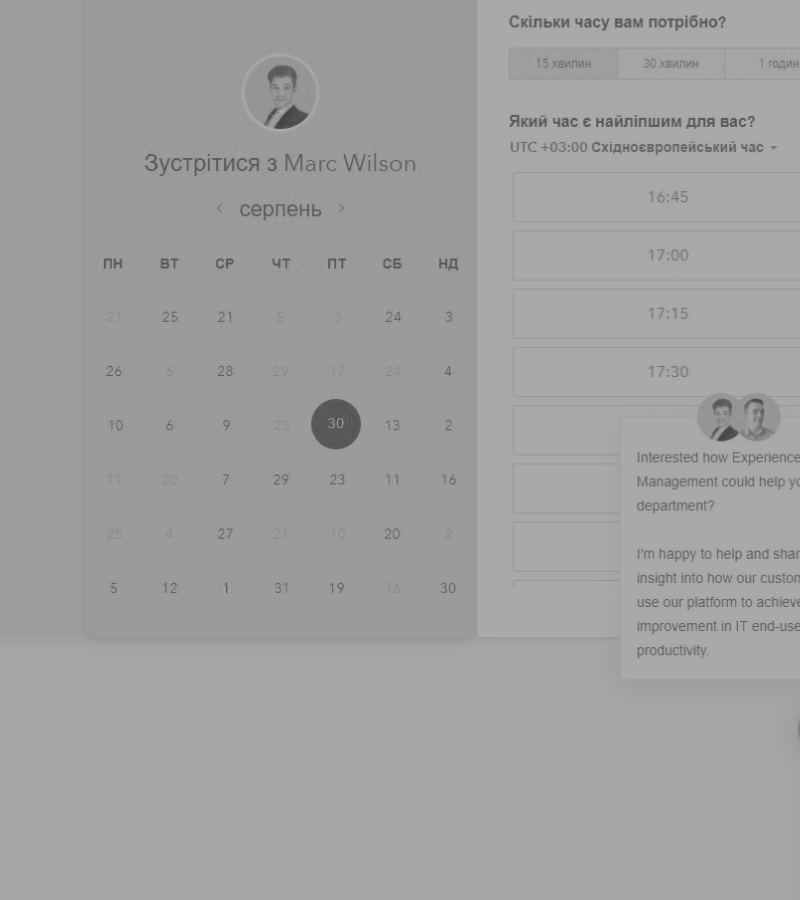 Зустрітися з Marc Wilson
серпень
ПН ВТ СР ЧТ ПТ СБ НД
21 25 21 5 3 24 3
26 6 28 29 17 24 4
10 6 9 23 30 13 2
11 20 7 29 23 11 16
25 4 27 21 10 20 2
5 12 1 31 19 16 30
Скільки часу вам потрібно?
15 хвилин 30 хвилин 1 годин
Який час є найліпшим для вас?
UTC +03:00 Східноєвропейський час
16:45
17:00
17:15
17:30
Interested how Experience
Management could help yo
department?
I'm happy to help and shar
insight into how our custom
use our platform to achieve
improvement in IT end-use
productivity.